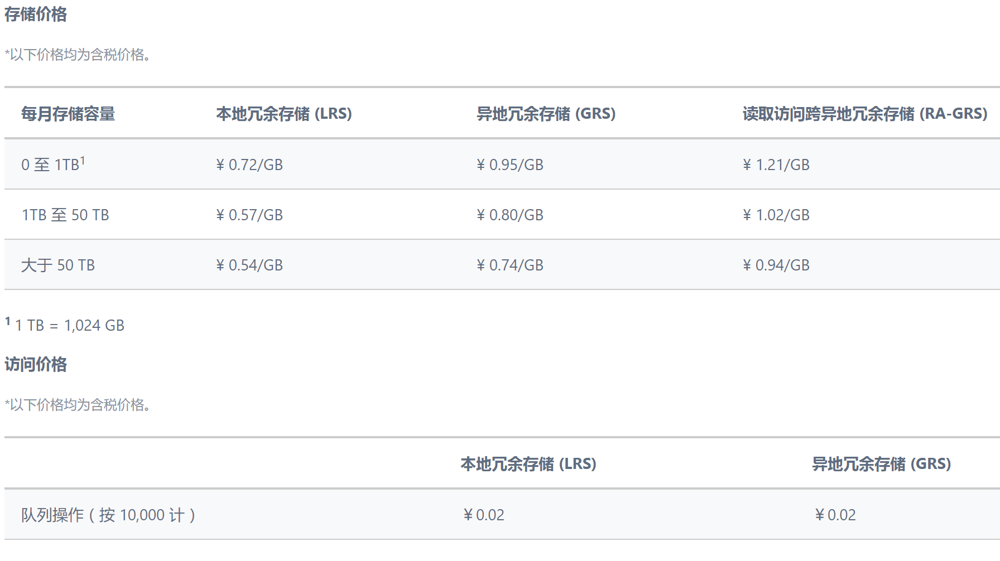 存储价格
*以下价格均为含税价格。
每月存储容量 本地冗余存储 (LRS) 异地冗余存储 (GRS) 读取访问跨异地冗余存储 (RA-GRS)
0 至 1TB¹ ¥ 0.72/GB ¥ 0.95/GB ¥ 1.21/GB
1TB 至 50 TB ¥ 0.57/GB ¥ 0.80/GB ¥ 1.02/GB
大于 50 TB ¥ 0.54/GB ¥ 0.74/GB ¥ 0.94/GB
¹ 1 TB = 1,024 GB
访问价格
*以下价格均为含税价格。
本地冗余存储 (LRS) 异地冗余存储 (GRS)
队列操作（按 10,000 计） ¥ 0.02 ¥ 0.02